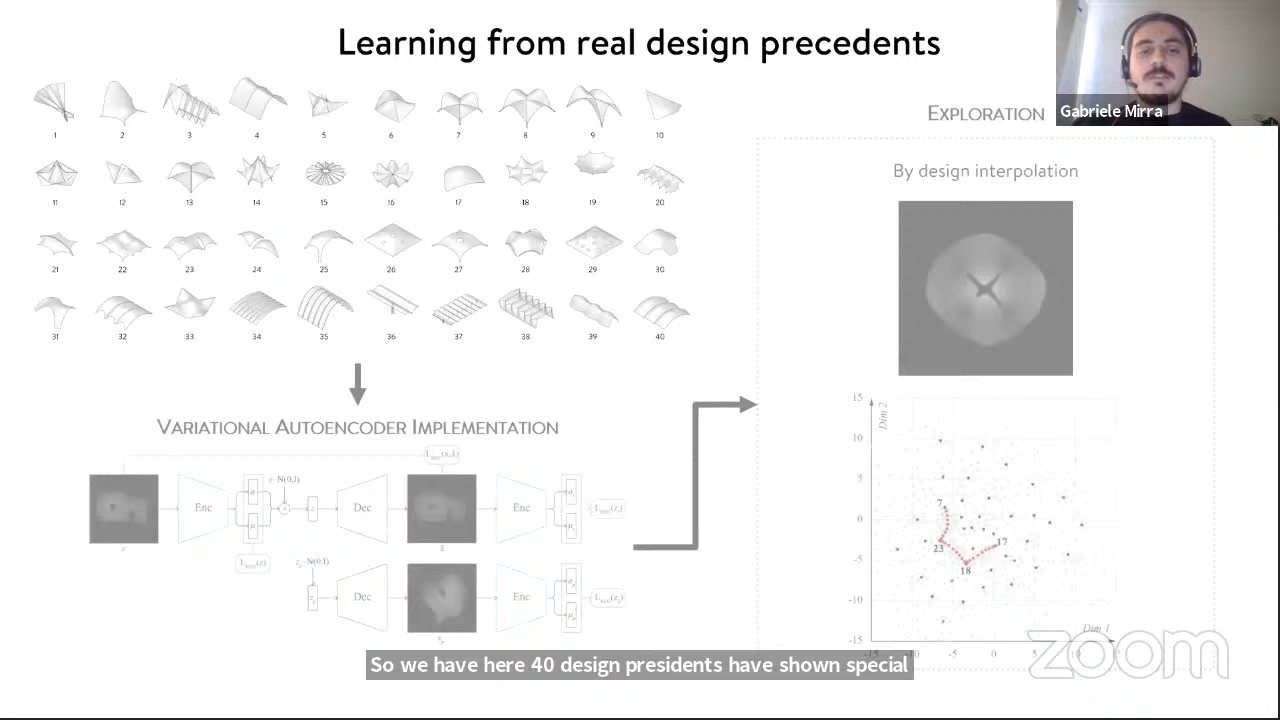 Learning from real design precedents
Gabriele Mirra
1 2 3 4 5 6 7 8 9 10
11 12 13 14 15 16 17 18 19 20
21 22 23 24 25 26 27 28 29 30
31 32 33 34 35 36 37 38 39 40
VARIATIONAL AUTOENCODER IMPLEMENTATION
Enc Dec Enc
Dec Enc
EXPLORATION
By design interpolation
Dim 2
15
10
5
0
-5
-10
-15
7
23
17
18
-5 0
Dim 1
zoom
So we have here 40 design presidents have shown special